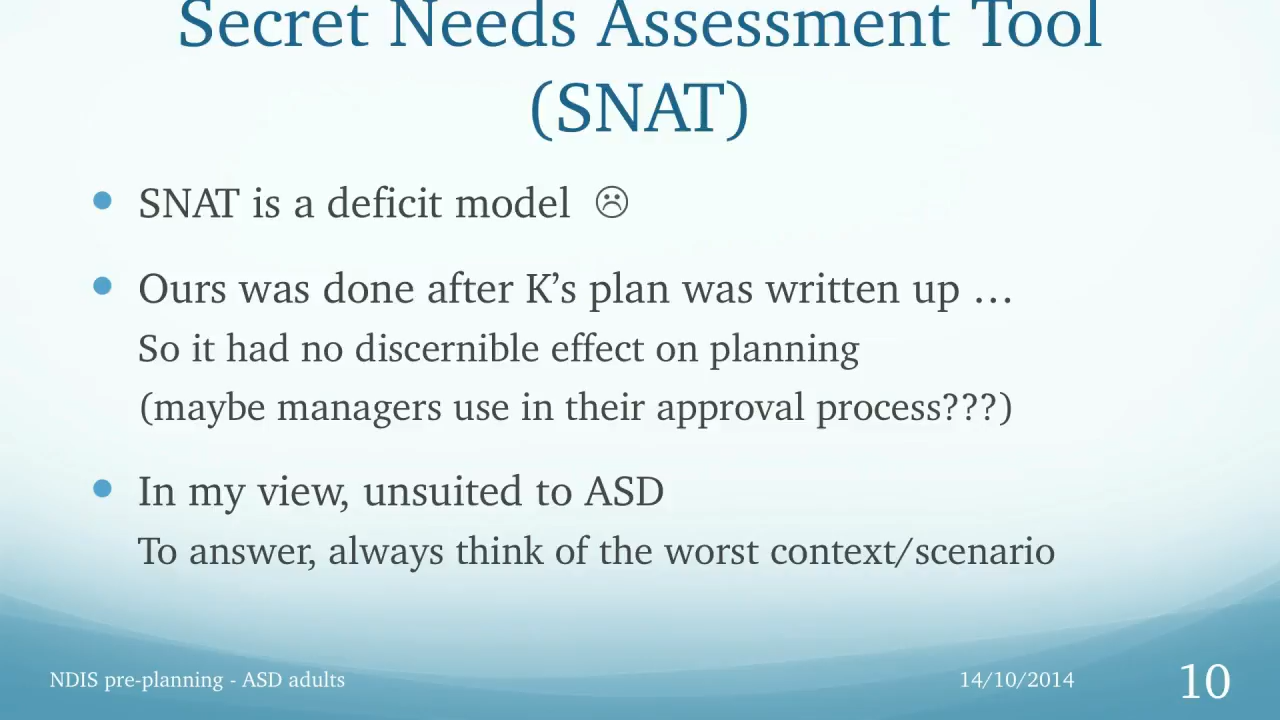 Secret Needs Assessment Tool
(SNAT)
• SNAT is a deficit model ☹
• Ours was done after K’s plan was written up …
So it had no discernible effect on planning
(maybe managers use in their approval process???)
• In my view, unsuited to ASD
To answer, always think of the worst context/scenario
NDIS pre-planning - ASD adults
14/10/2014
10